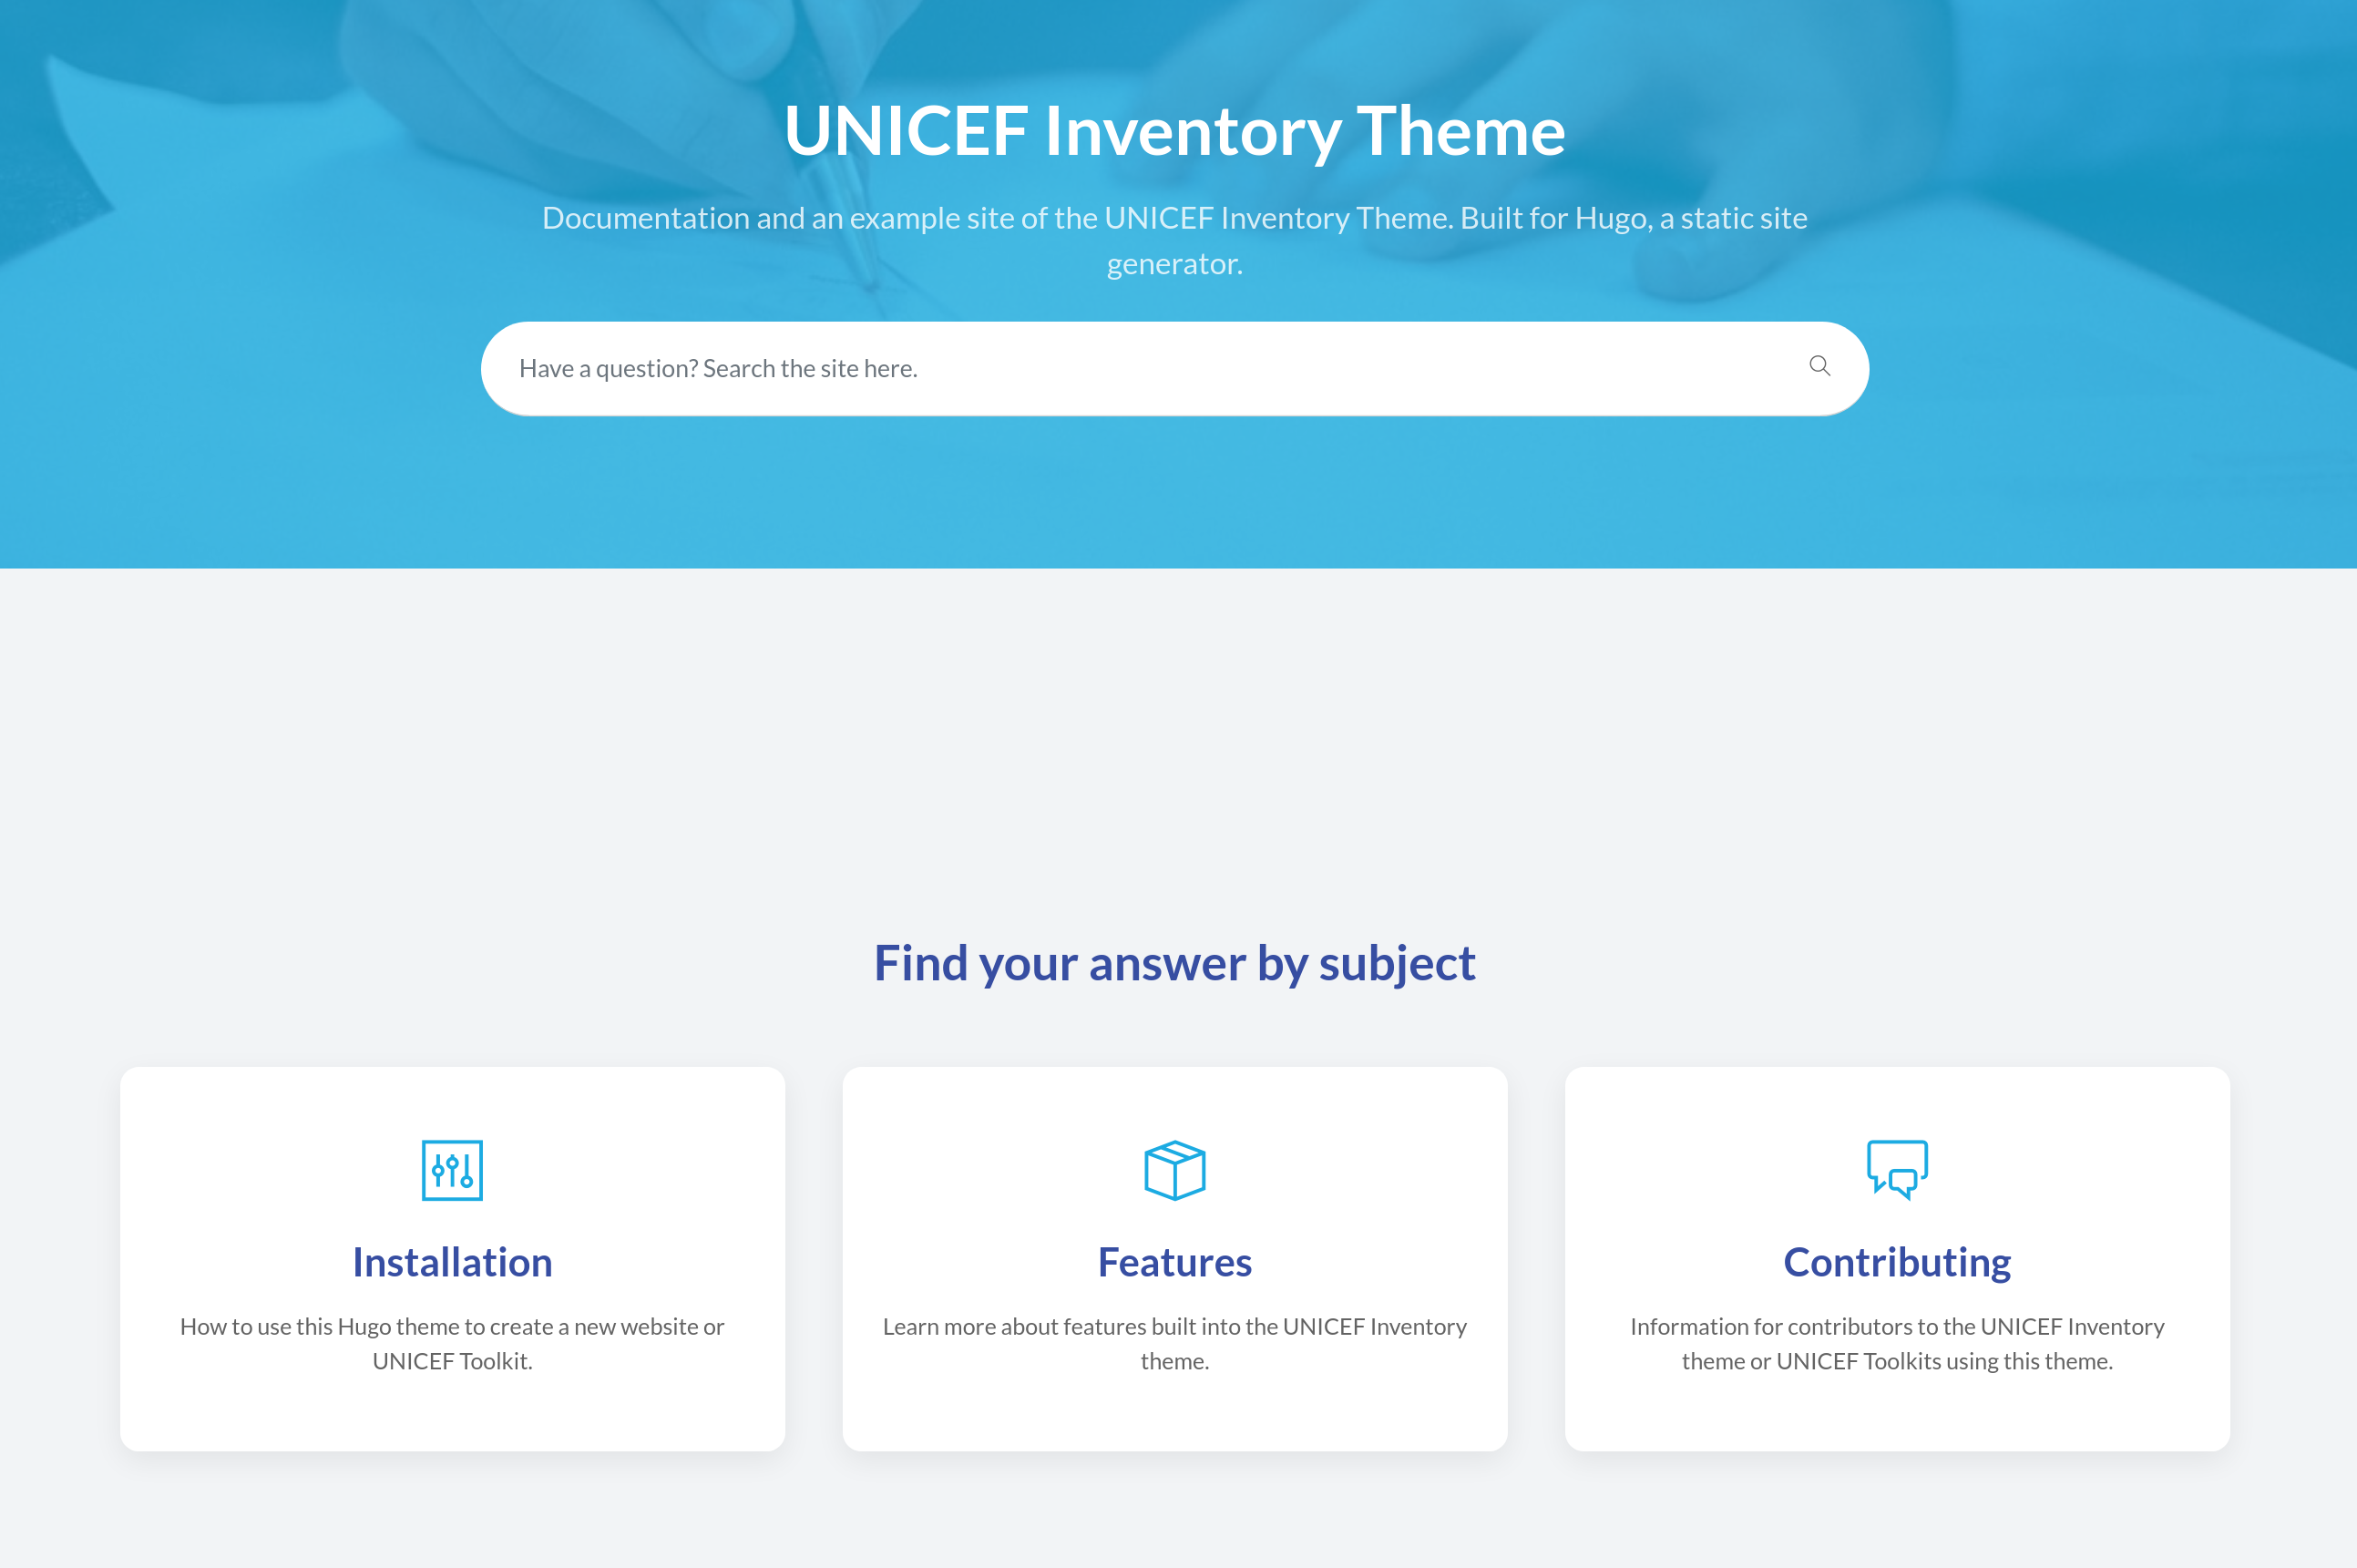 UNICEF Inventory Theme
Documentation and an example site of the UNICEF Inventory Theme. Built for Hugo, a static site
generator.
Have a question? Search the site here.
Find your answer by subject
Installation
How to use this Hugo theme to create a new website or
UNICEF Toolkit.
Features
Learn more about features built into the UNICEF Inventory
theme.
Contributing
Information for contributors to the UNICEF Inventory
theme or UNICEF Toolkits using this theme.